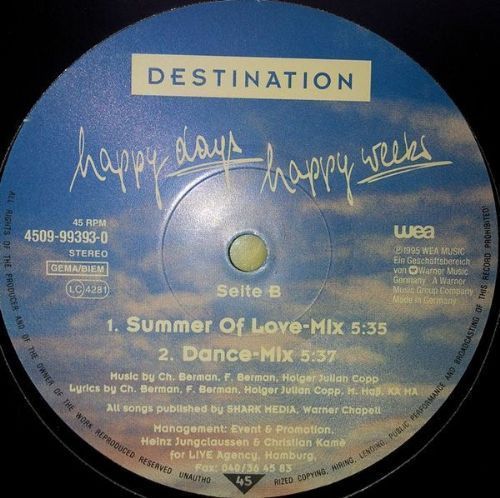 DESTINATION
happy days happy weeks
45 RPM
4509-99393-0
STEREO
GEMA/BIEM
LC 4281
wea
℗ 1995 WEA MUSIC
Ein Geschäftsbereich
von Warner Music
Germany · A Warner
Music Group Company
Made in Germany
Seite B
1. Summer Of Love-Mix 5:35
2. Dance-Mix 5:37
Music by Ch. Berman, F. Berman, Holger Julian Copp
Lyrics by Ch. Berman, F. Berman, Holger Julian Copp, H. Haß, KA MA
All songs published by SHARK MEDIA, Warner Chapell
Management: Event & Promotion,
Heinz Jungclaussen & Christian Kamè
for LIVE Agency, Hamburg,
Fax: 040/36 45 83
45
ALL RIGHTS OF THE PRODUCER AND OF THE OWNER OF THE WORK REPRODUCED RESERVED UNAUTHO
RIZED COPYING, HIRING, LENDING, PUBLIC PERFORMANCE AND BROADCASTING OF THIS RECORD PROHIBITED!